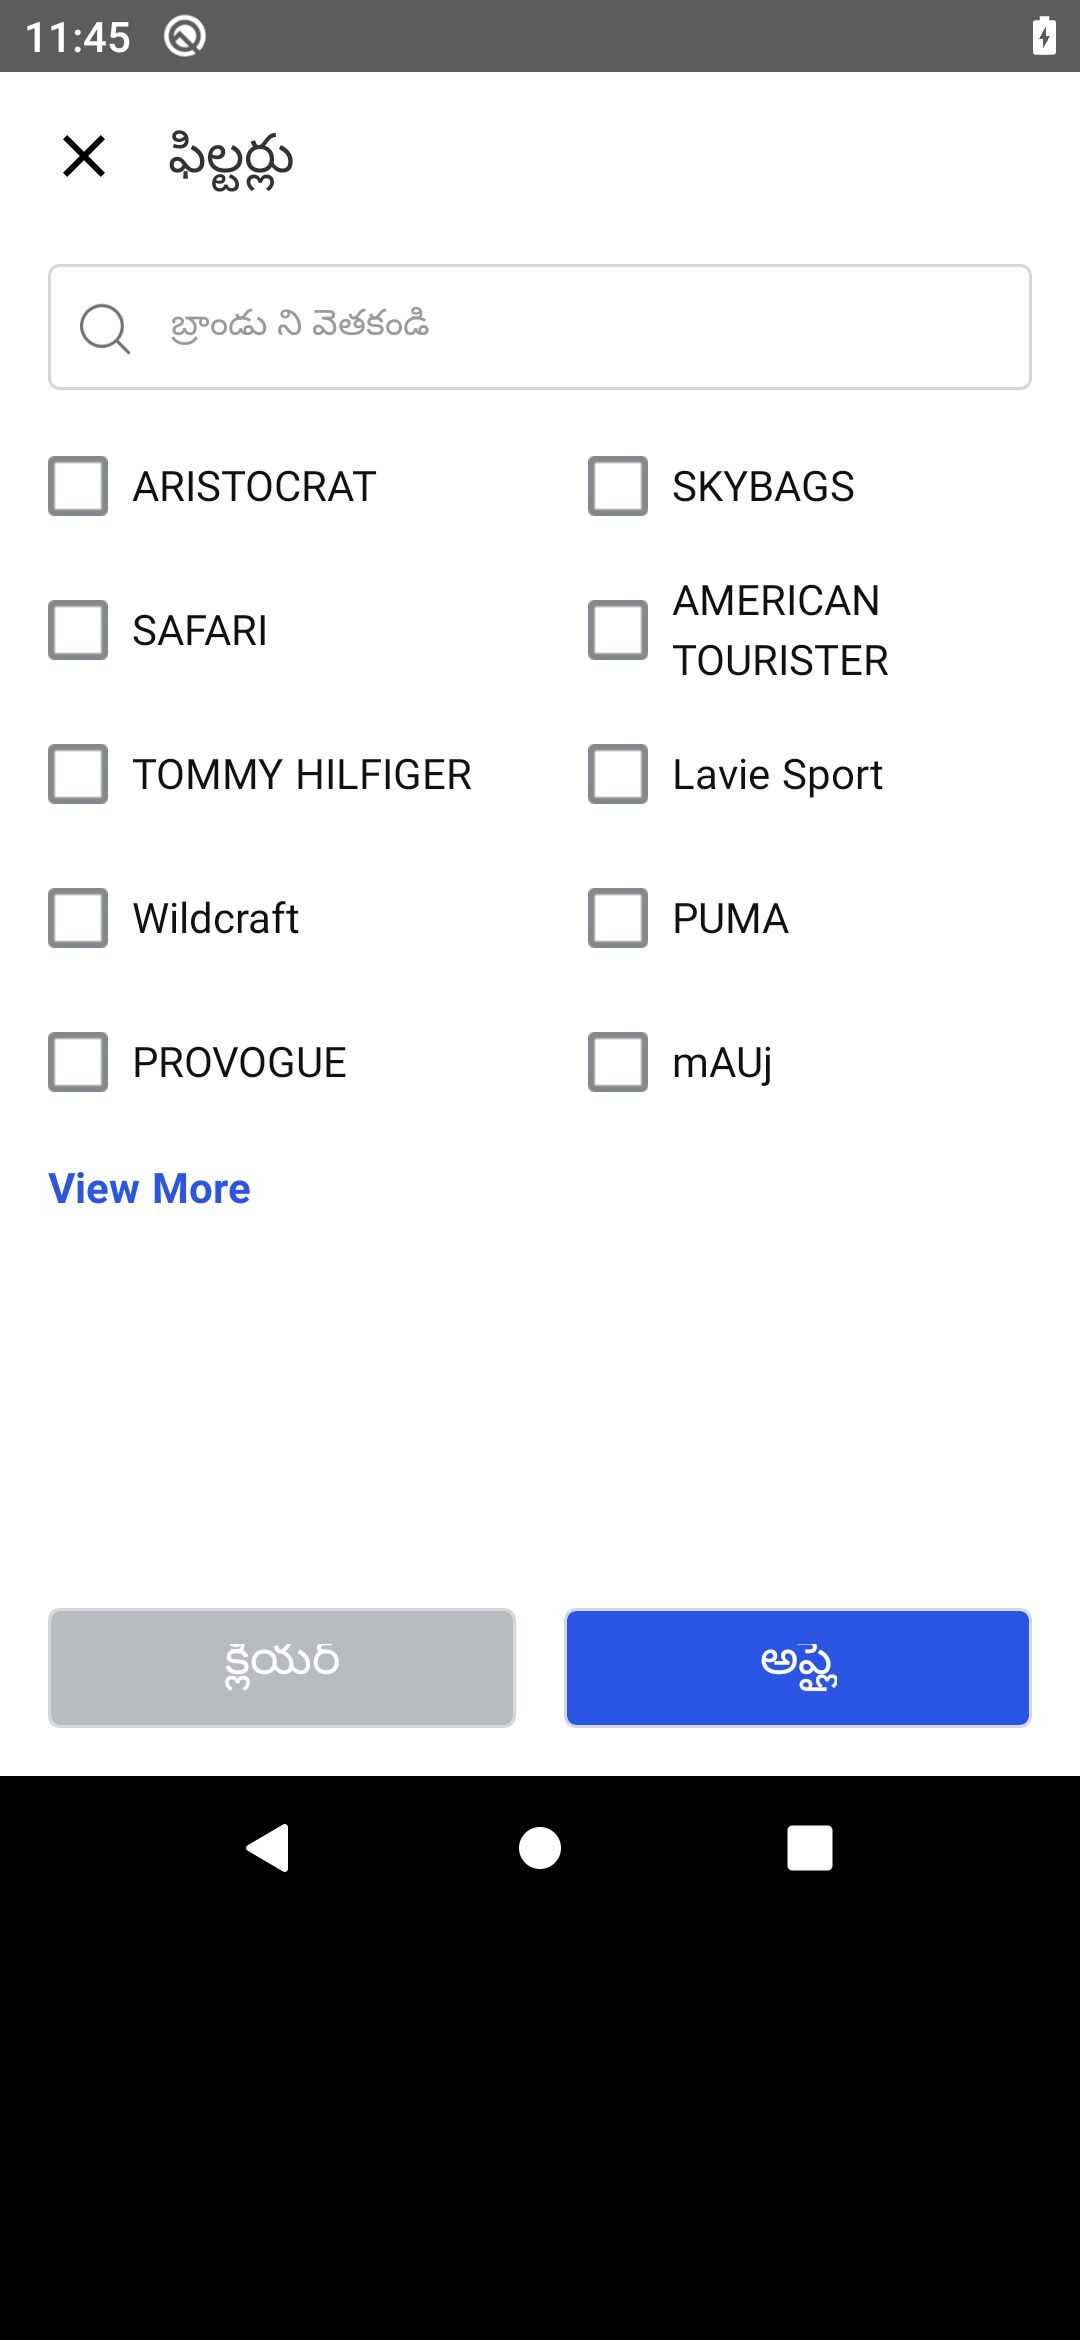 11:45
ఫిల్టర్లు
బ్రాండు ని వెతకండి
ARISTOCRAT
SKYBAGS
SAFARI
AMERICAN
TOURISTER
TOMMY HILFIGER
Lavie Sport
Wildcraft
PUMA
PROVOGUE
mAUj
View More
క్లియర్
అప్లై